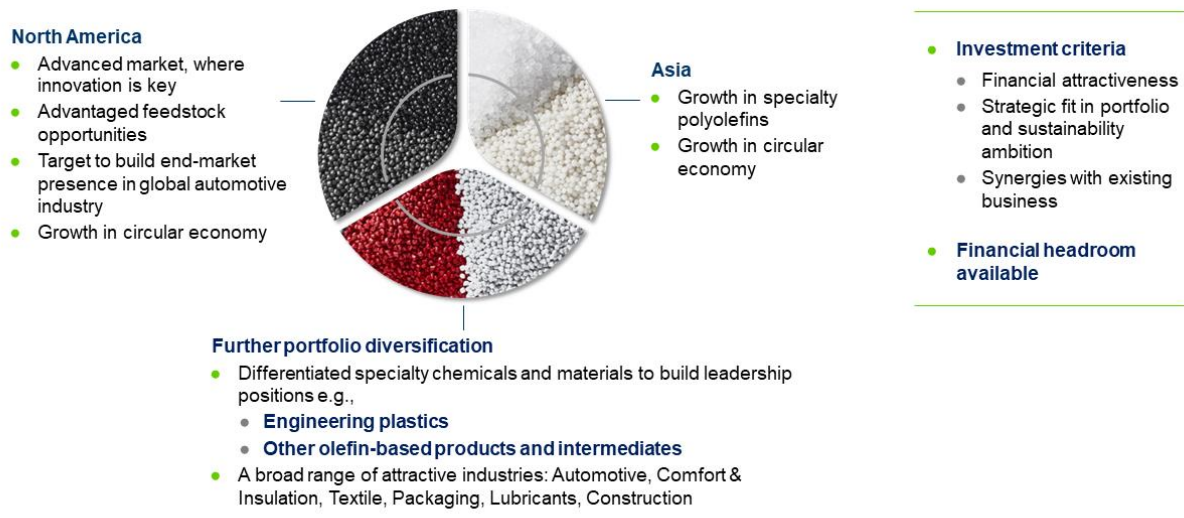 North America
Advanced market, where
innovation is key
Advantaged feedstock
opportunities
Target to build end-market
presence in global automotive
industry
Growth in circular economy
Asia
Growth in specialty
polyolefins
Growth in circular
economy
Investment criteria
Financial attractiveness
Strategic fit in portfolio
and sustainability
ambition
Synergies with existing
business
Financial headroom
available
Further portfolio diversification
Differentiated specialty chemicals and materials to build leadership
positions e.g.,
Engineering plastics
Other olefin-based products and intermediates
A broad range of attractive industries: Automotive, Comfort &
Insulation, Textile, Packaging, Lubricants, Construction